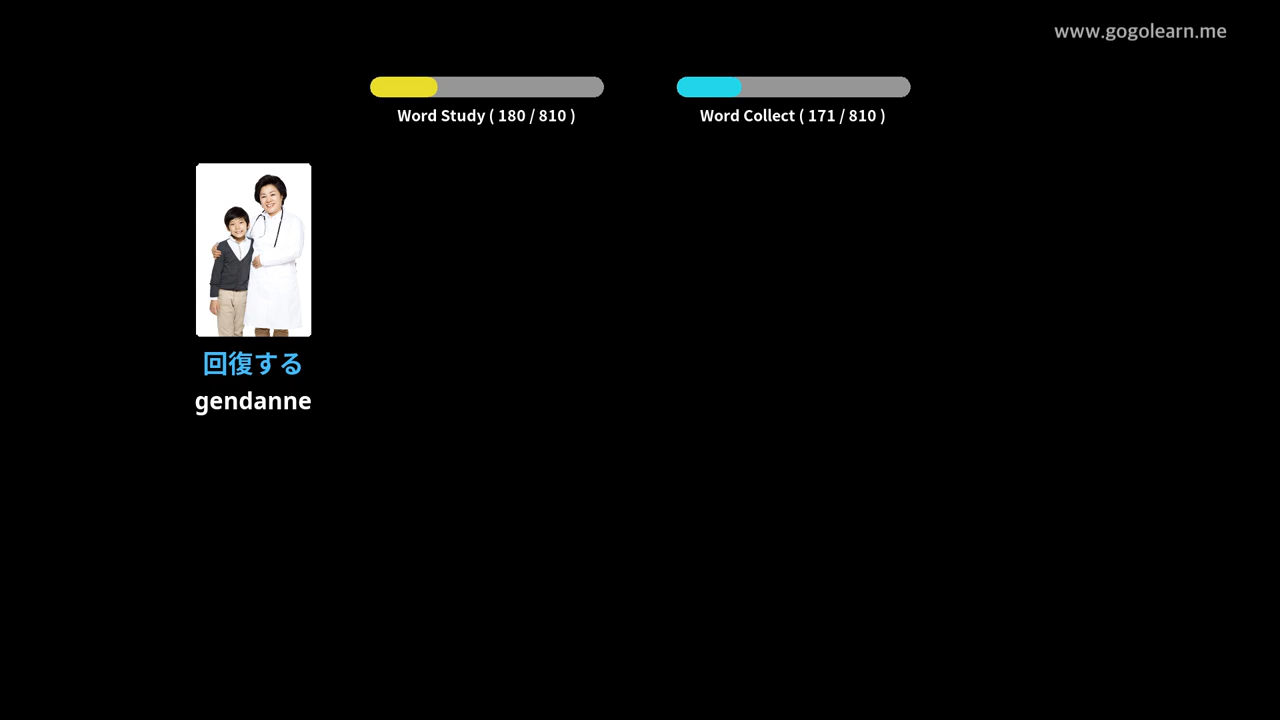 www.gogolearn.me
Word Study ( 180 / 810 )
Word Collect ( 171 / 810 )
回復する
gendanne